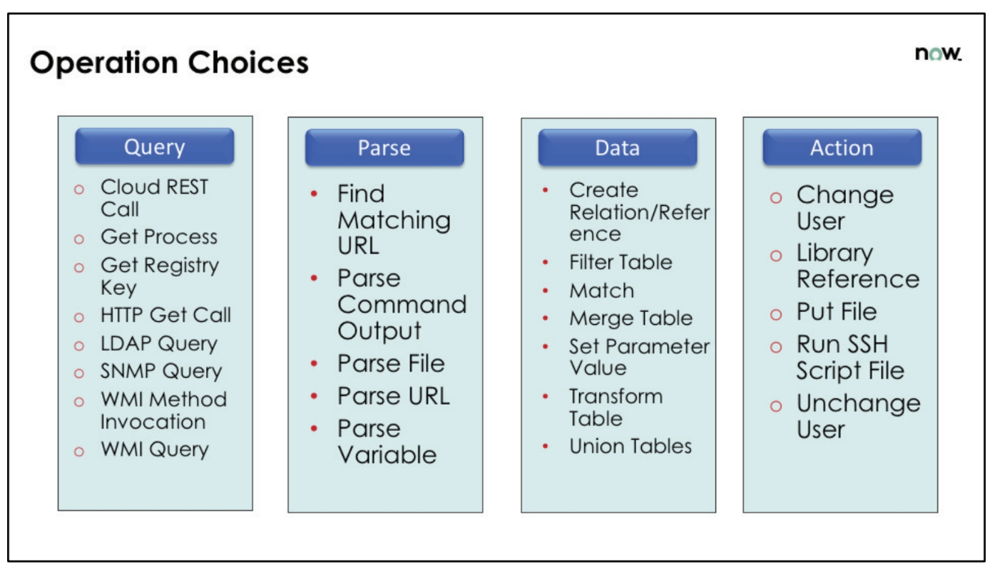 Operation Choices
now.
Query
Cloud REST
Call
Get Process
Get Registry
Key
HTTP Get Call
LDAP Query
SNMP Query
WMI Method
Invocation
WMI Query
Parse
Find
Matching
URL
Parse
Command
Output
Parse File
Parse URL
Parse
Variable
Data
Create
Relation/Refer
ence
Filter Table
Match
Merge Table
Set Parameter
Value
Transform
Table
Union Tables
Action
Change
User
Library
Reference
Put File
Run SSH
Script File
Unchange
User